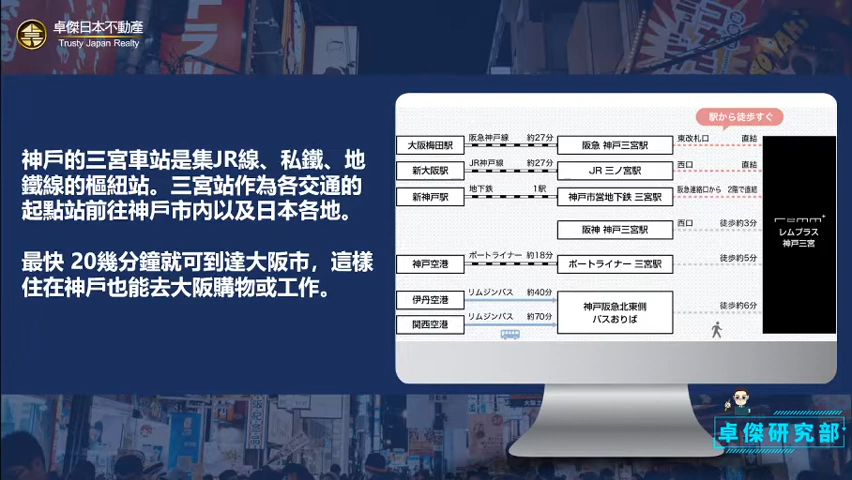 卓傑日本不動產
Trusty Japan Realty
神戶的三宮車站是集JR線、私鐵、地
鐵線的樞紐站。三宮站作為各交通的
起點站前往神戶市內以及日本各地。
最快 20幾分鐘就可到達大阪市，這樣
住在神戶也能去大阪購物或工作。
駅から徒歩すぐ
大阪梅田駅 阪急神戸線 約27分 阪急 神戸三宮駅 東改札口 直結
新大阪駅 JR神戸線 約27分 JR 三ノ宮駅 西口 直結
新神戸駅 地下鉄 1駅 神戸市営地下鉄 三宮駅 阪急連絡口から 2階で直結
阪神 神戸三宮駅 西口 徒歩約3分
神戸空港 ポートライナー 約18分 ポートライナー 三宮駅 徒歩約5分
伊丹空港 リムジンバス 約40分
関西空港 リムジンバス 約70分
神戸阪急北東側
バスおりば
徒歩約6分
remm+
レムプラス
神戸三宮
卓傑研究部